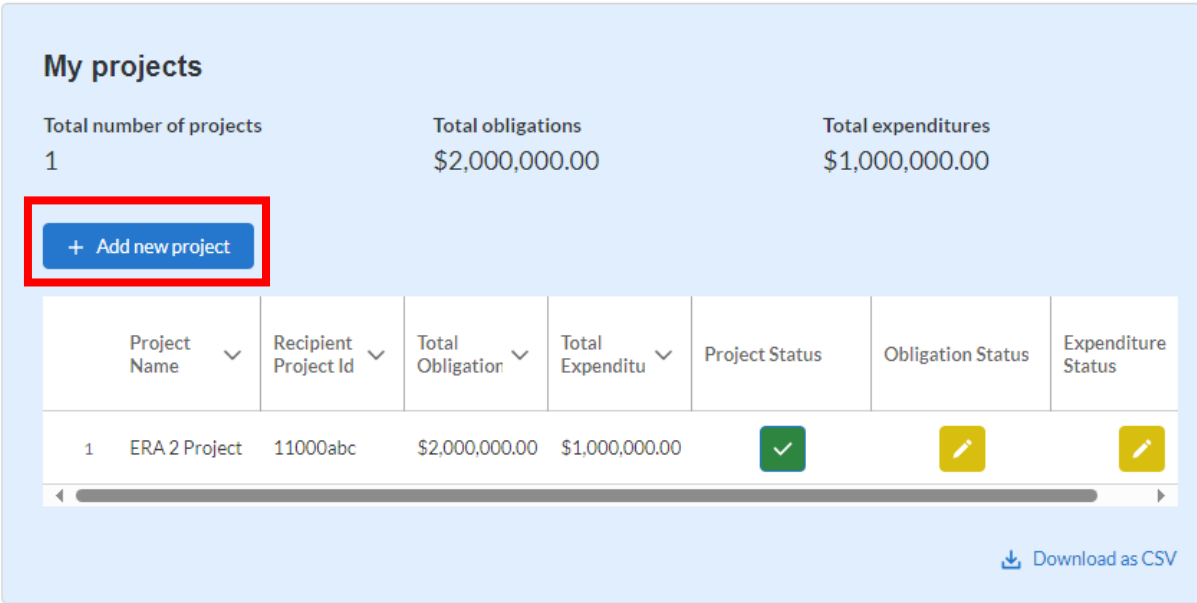 My projects
Total number of projects
Total obligations
Total expenditures
1
$2,000,000.00
$1,000,000.00
+ Add new project
Project Name
Recipient Project Id
Total Obligation
Total Expenditu
Project Status
Obligation Status
Expenditure Status
1 ERA 2 Project 11000abc $2,000,000.00 $1,000,000.00
Download as CSV